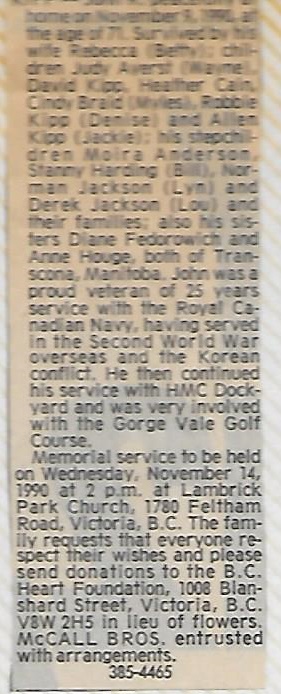 home on November 9, 1990, at
the age of 71. Survived by his
wife Rebecca (Betty); chil-
dren Judy Averst (Wayne),
David Kipp, Heather Cain,
Cindy Braid (Myles), Robbie
Kipp (Denise) and Allen
Kipp (Jackie); his stepchil-
dren Moira Anderson,
Stanny Harding (Bill), Nor-
man Jackson (Lyn) and
Derek Jackson (Lou) and
their families; also his sis-
ters Diane Fedorowich and
Anne Houge, both of Tran-
scona, Manitoba. John was a
proud veteran of 25 years
service with the Royal Ca-
nadian Navy, having served
in the Second World War
overseas and the Korean
conflict. He then continued
his service with HMC Dock-
yard and was very involved
with the Gorge Vale Golf
Course.
Memorial service to be held
on Wednesday, November 14,
1990 at 2 p.m. at Lambrick
Park Church, 1780 Feltham
Road, Victoria, B.C. The fam-
ily requests that everyone re-
spect their wishes and please
send donations to the B.C.
Heart Foundation, 1008 Blan-
shard Street, Victoria, B.C.
V8W 2H5 in lieu of flowers.
McCALL BROS. entrusted
with arrangements.
385-4465